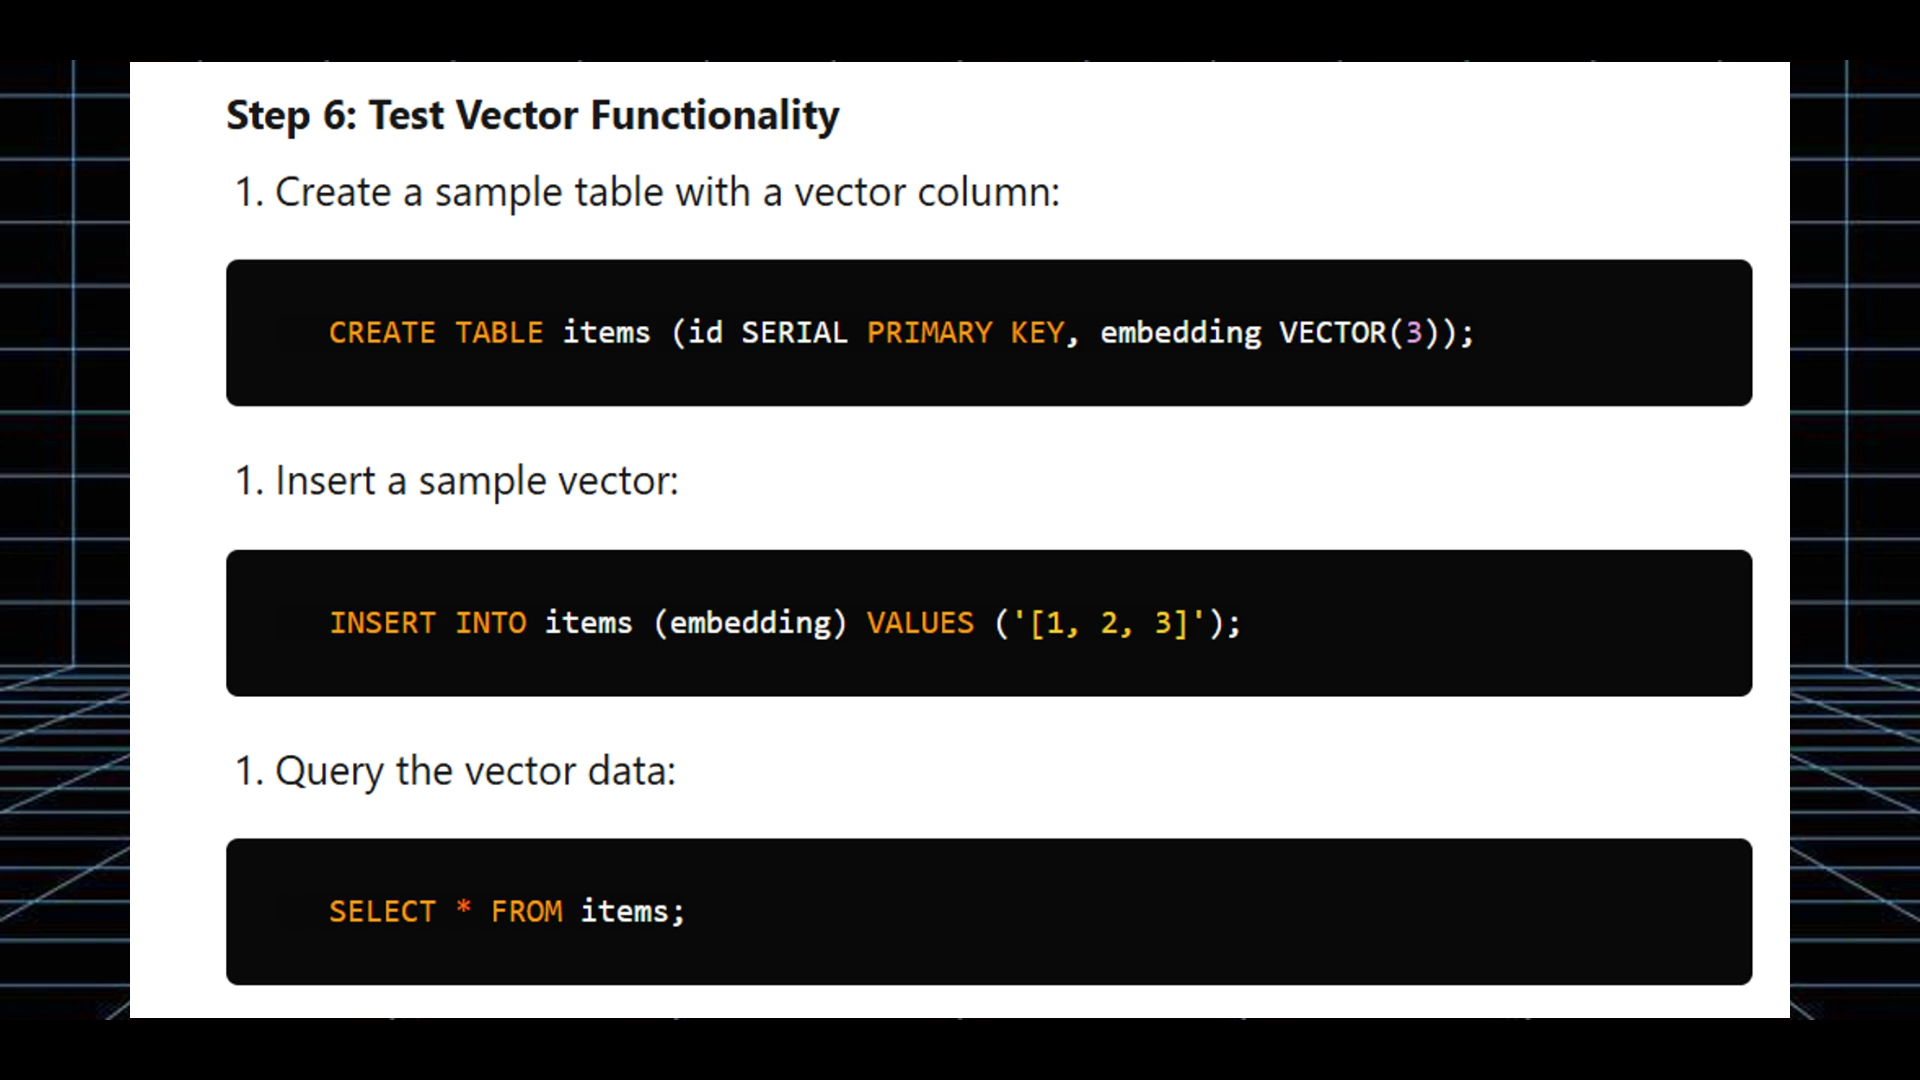 Step 6: Test Vector Functionality
1. Create a sample table with a vector column:
CREATE TABLE items (id SERIAL PRIMARY KEY, embedding VECTOR(3));
1. Insert a sample vector:
INSERT INTO items (embedding) VALUES ('[1, 2, 3]');
1. Query the vector data:
SELECT * FROM items;